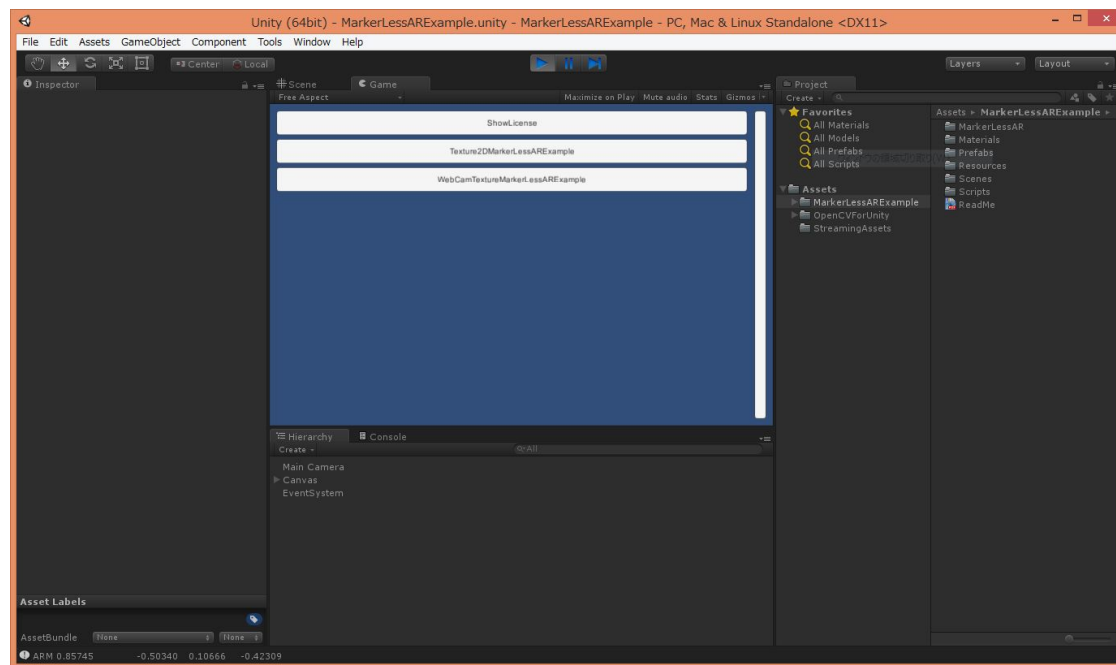 Unity (64bit) - MarkerLessARExample.unity - MarkerLessARExample - PC, Mac & Linux Standalone <DX11>
File Edit Assets GameObject Component Tools Window Help
Center Local
Layers Layout
Inspector
Scene Game
Free Aspect Maximize on Play Mute audio Stats Gizmos
ShowLicense
Texture2DMarkerLessARExample
WebCamTextureMarkerLessARExample
Hierarchy Console
Create All
Main Camera
Canvas
EventSystem
Project
Create
Favorites
All Materials
All Models
All Prefabs
All Scripts
Assets
MarkerLessARExample
OpenCVForUnity
StreamingAssets
Assets MarkerLessARExample
MarkerLessAR
Materials
Prefabs
Resources
Scenes
Scripts
ReadMe
Asset Labels
AssetBundle None None
ARM 0.85745 -0.50340 0.10666 -0.42309